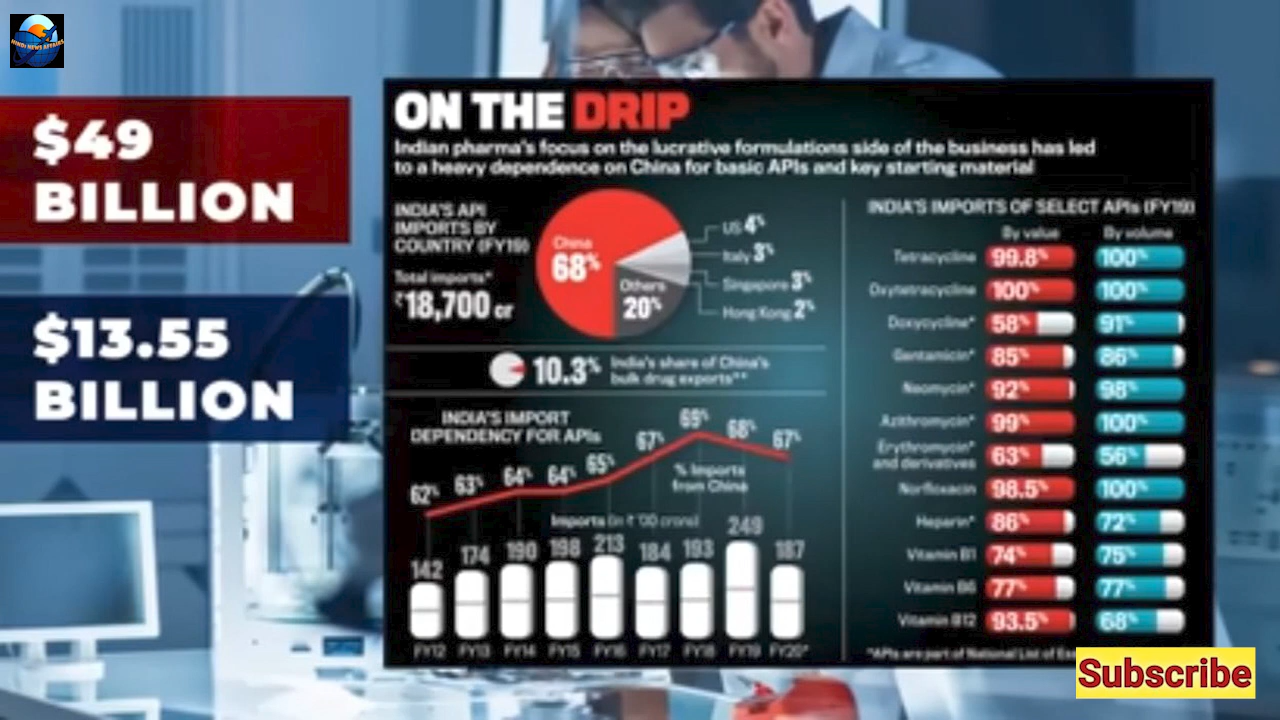 HINDI NEWS AFFAIRS
$49
BILLION
$13.55
BILLION
ON THE DRIP
Indian pharma's focus on the lucrative formulations side of the business has led
to a heavy dependence on China for basic APIs and key starting material
INDIA'S API
IMPORTS BY
COUNTRY (FY19)
Total imports*
₹18,700 cr
China
68%
Others
20%
US 4%
Italy 3%
Singapore 3%
Hong Kong 2%
10.3% India's share of China's
bulk drug exports**
INDIA'S IMPORT
DEPENDENCY FOR APIs
62% 63% 64% 64% 65% 67% 69% 68% 67%
% Imports
from China
Imports (in ₹ '00 crore)
142 174 190 198 213 184 193 249 187
FY12 FY13 FY14 FY15 FY16 FY17 FY18 FY19 FY20*
INDIA'S IMPORTS OF SELECT APIs (FY19)
By value By volume
Tetracycline 99.8% 100%
Oxytetracycline 100% 100%
Doxycycline* 58% 91%
Gentamicin* 85% 86%
Neomycin* 92% 98%
Azithromycin* 99% 100%
Erythromycin*
and derivatives 63% 56%
Norfloxacin 98.5% 100%
Heparin* 86% 72%
Vitamin B1 74% 75%
Vitamin B6 77% 77%
Vitamin B12 93.5% 68%
*APIs are part of National List of
Subscribe